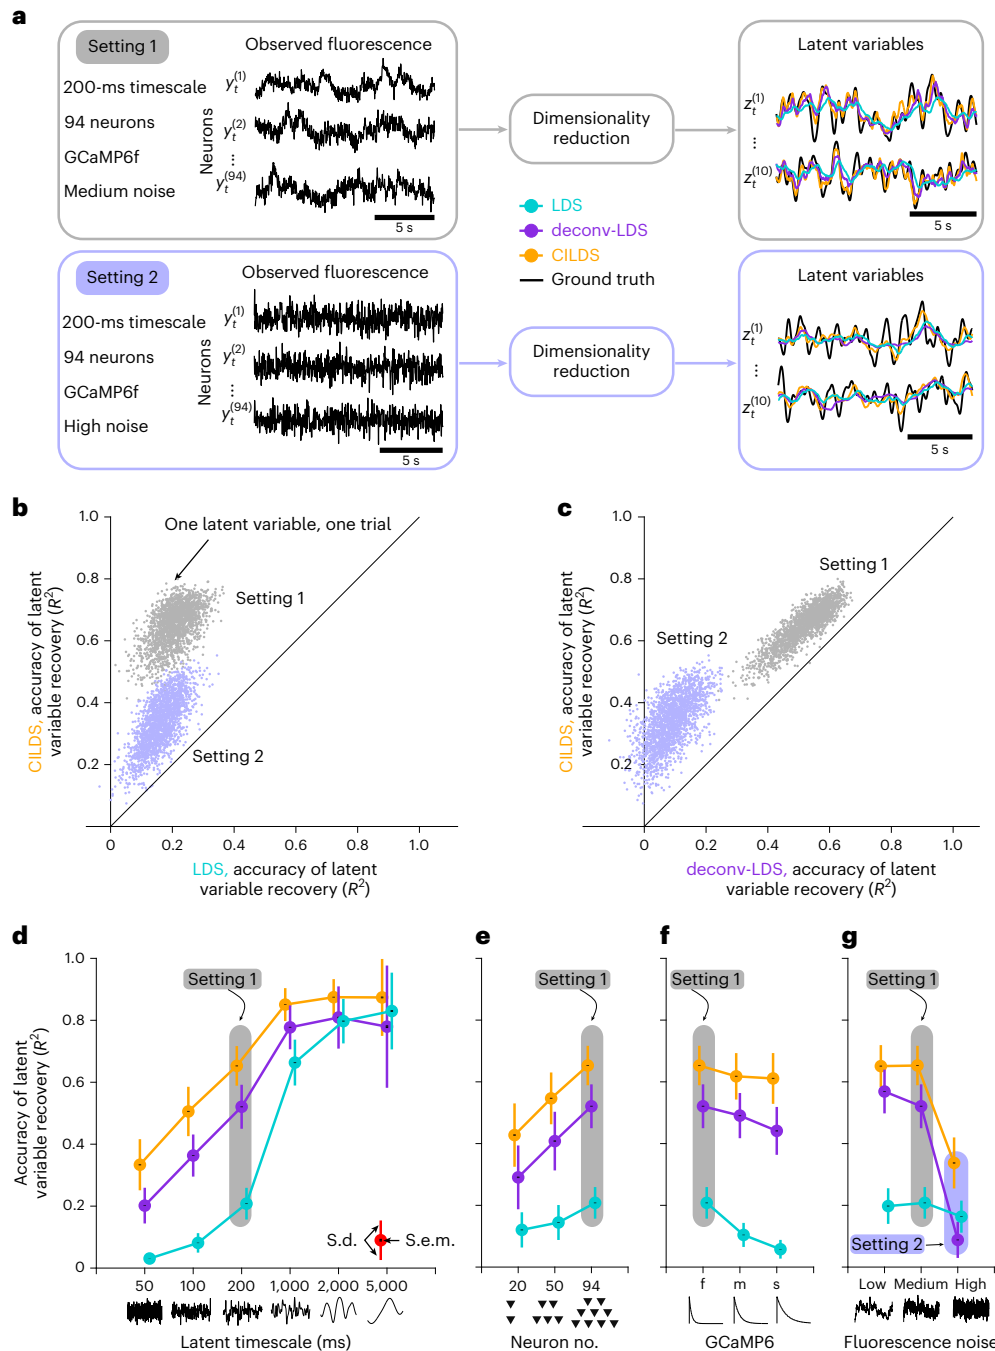 a
Setting 1
200-ms timescale
94 neurons
GCaMP6f
Medium noise
Observed fluorescence
Neurons
y_t^(1)
y_t^(2)
...
y_t^(94)
5 s
Dimensionality
reduction
Latent variables
z_t^(1)
...
z_t^(10)
5 s
LDS
deconv-LDS
CILDS
Ground truth
Setting 2
200-ms timescale
94 neurons
GCaMP6f
High noise
Observed fluorescence
Neurons
y_t^(1)
y_t^(2)
...
y_t^(94)
5 s
Dimensionality
reduction
Latent variables
z_t^(1)
...
z_t^(10)
5 s
b
CILDS, accuracy of latent
variable recovery (R²)
1.0
0.8
0.6
0.4
0.2
One latent variable, one trial
Setting 1
Setting 2
0 0.2 0.4 0.6 0.8 1.0
LDS, accuracy of latent
variable recovery (R²)
c
CILDS, accuracy of latent
variable recovery (R²)
1.0
0.8
0.6
0.4
0.2
Setting 1
Setting 2
0 0.2 0.4 0.6 0.8 1.0
deconv-LDS, accuracy of latent
variable recovery (R²)
d
Accuracy of latent
variable recovery (R²)
1.0
0.8
0.6
0.4
0.2
0
Setting 1
S.d.
S.e.m.
50 100 200 1,000 2,000 5,000
Latent timescale (ms)
e
Setting 1
20 50 94
Neuron no.
f
Setting 1
f m s
GCaMP6
g
Setting 1
Setting 2
Low Medium High
Fluorescence noise